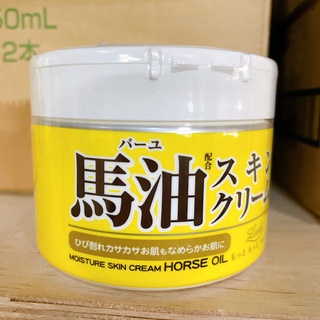 50mL
2本
バーユ
馬油
配合
スキン
クリーム
ひび割れカサカサお肌もなめらかお肌に
MOISTURE SKIN CREAM HORSE OIL